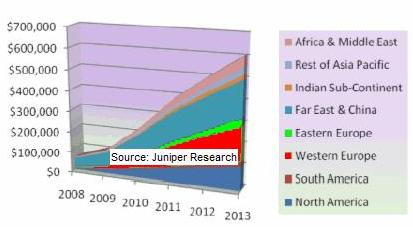 $700,000
$600,000
$500,000
$400,000
$300,000
$200,000
$100,000
$0
Source: Juniper Research
2008 2009 2010 2011 2012 2013
Africa & Middle East
Rest of Asia Pacific
Indian Sub-Continent
Far East & China
Eastern Europe
Western Europe
South America
North America